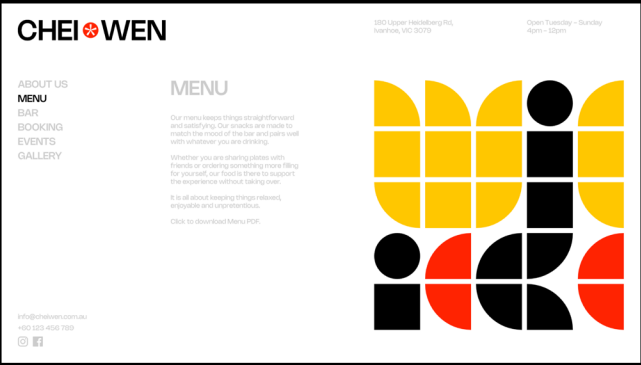 CHEI WEN
180 Upper Heidelberg Rd,
Ivanhoe, VIC 3079
Open Tuesday – Sunday
4pm – 12pm
ABOUT US
MENU
BAR
BOOKING
EVENTS
GALLERY
MENU
Our menu keeps things straightforward
and satisfying. Our snacks are made to
match the mood of the bar and pairs well
with whatever you are drinking.
Whether you are sharing plates with
friends or ordering something more filling
for yourself, our food is there to support
the experience without taking over.
It is all about keeping things relaxed,
enjoyable and unpretentious.
Click to download Menu PDF.
info@cheiwen.com.au
+60 123 456 789